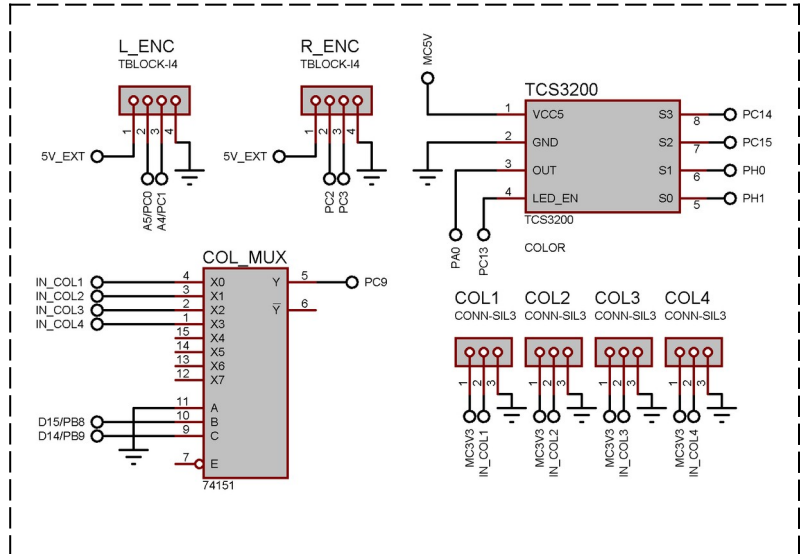 L_ENC
TBLOCK-I4
1
2
3
4
5V_EXT
A5/PC0
A4/PC1
R_ENC
TBLOCK-I4
1
2
3
4
5V_EXT
PC2
PC3
MC5V
TCS3200
1 VCC5 S3 8 PC14
2 GND S2 7 PC15
3 OUT S1 6 PH0
4 LED_EN S0 5 PH1
TCS3200
PA0
PC13
COLOR
COL_MUX
IN_COL1 4 X0 Y 5 PC9
IN_COL2 3 X1
IN_COL3 2 X2 Y 6
IN_COL4 1 X3
15 X4
14 X5
13 X6
12 X7
11 A
D15/PB8 10 B
D14/PB9 9 C
7 E
74151
COL1
CONN-SIL3
1
2
3
MC3V3
IN_COL1
COL2
CONN-SIL3
1
2
3
MC3V3
IN_COL2
COL3
CONN-SIL3
1
2
3
MC3V3
IN_COL3
COL4
CONN-SIL3
1
2
3
MC3V3
IN_COL4